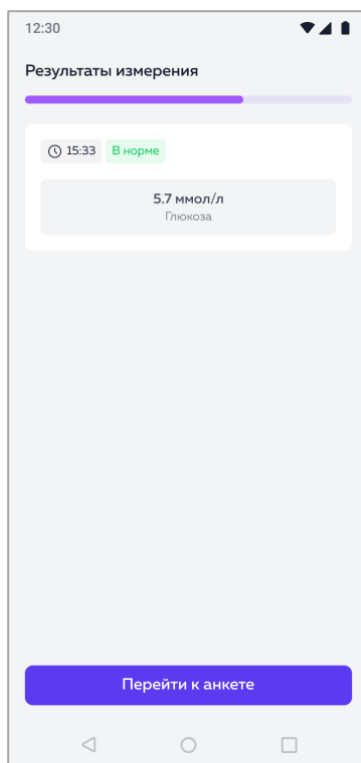 12:30
Результаты измерения
15:33 В норме
5.7 ммол/л
Глюкоза
Перейти к анкете